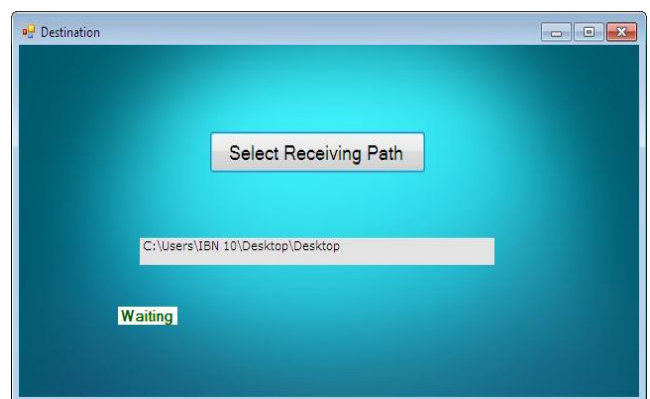 Destination
Select Receiving Path
C:\Users\IBN 10\Desktop\Desktop
Waiting